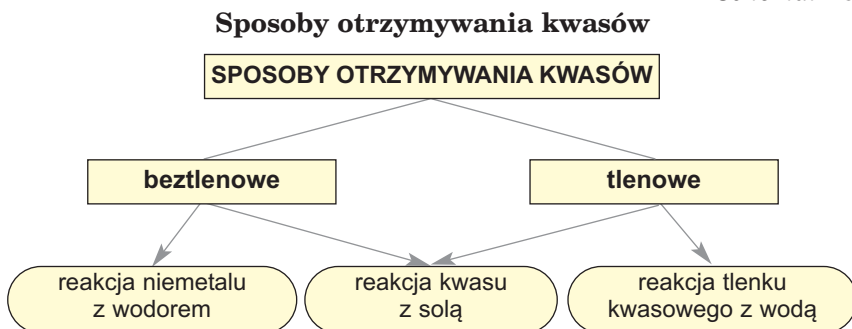 Sposoby otrzymywania kwasów
SPOSOBY OTRZYMYWANIA KWASÓW
beztlenowe
tlenowe
reakcja niemetalu
z wodorem
reakcja kwasu
z solą
reakcja tlenku
kwasowego z wodą